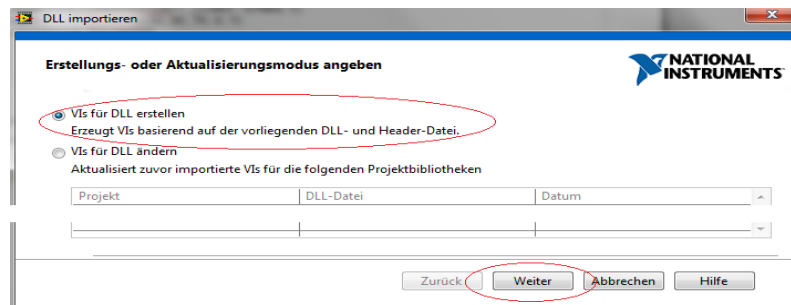 DLL importieren
Erstellungs- oder Aktualisierungsmodus angeben
NATIONAL
INSTRUMENTS
VIs für DLL erstellen
Erzeugt VIs basierend auf der vorliegenden DLL- und Header-Datei.
VIs für DLL ändern
Aktualisiert zuvor importierte VIs für die folgenden Projektbibliotheken
Projekt DLL-Datei Datum
Zurück Weiter Abbrechen Hilfe